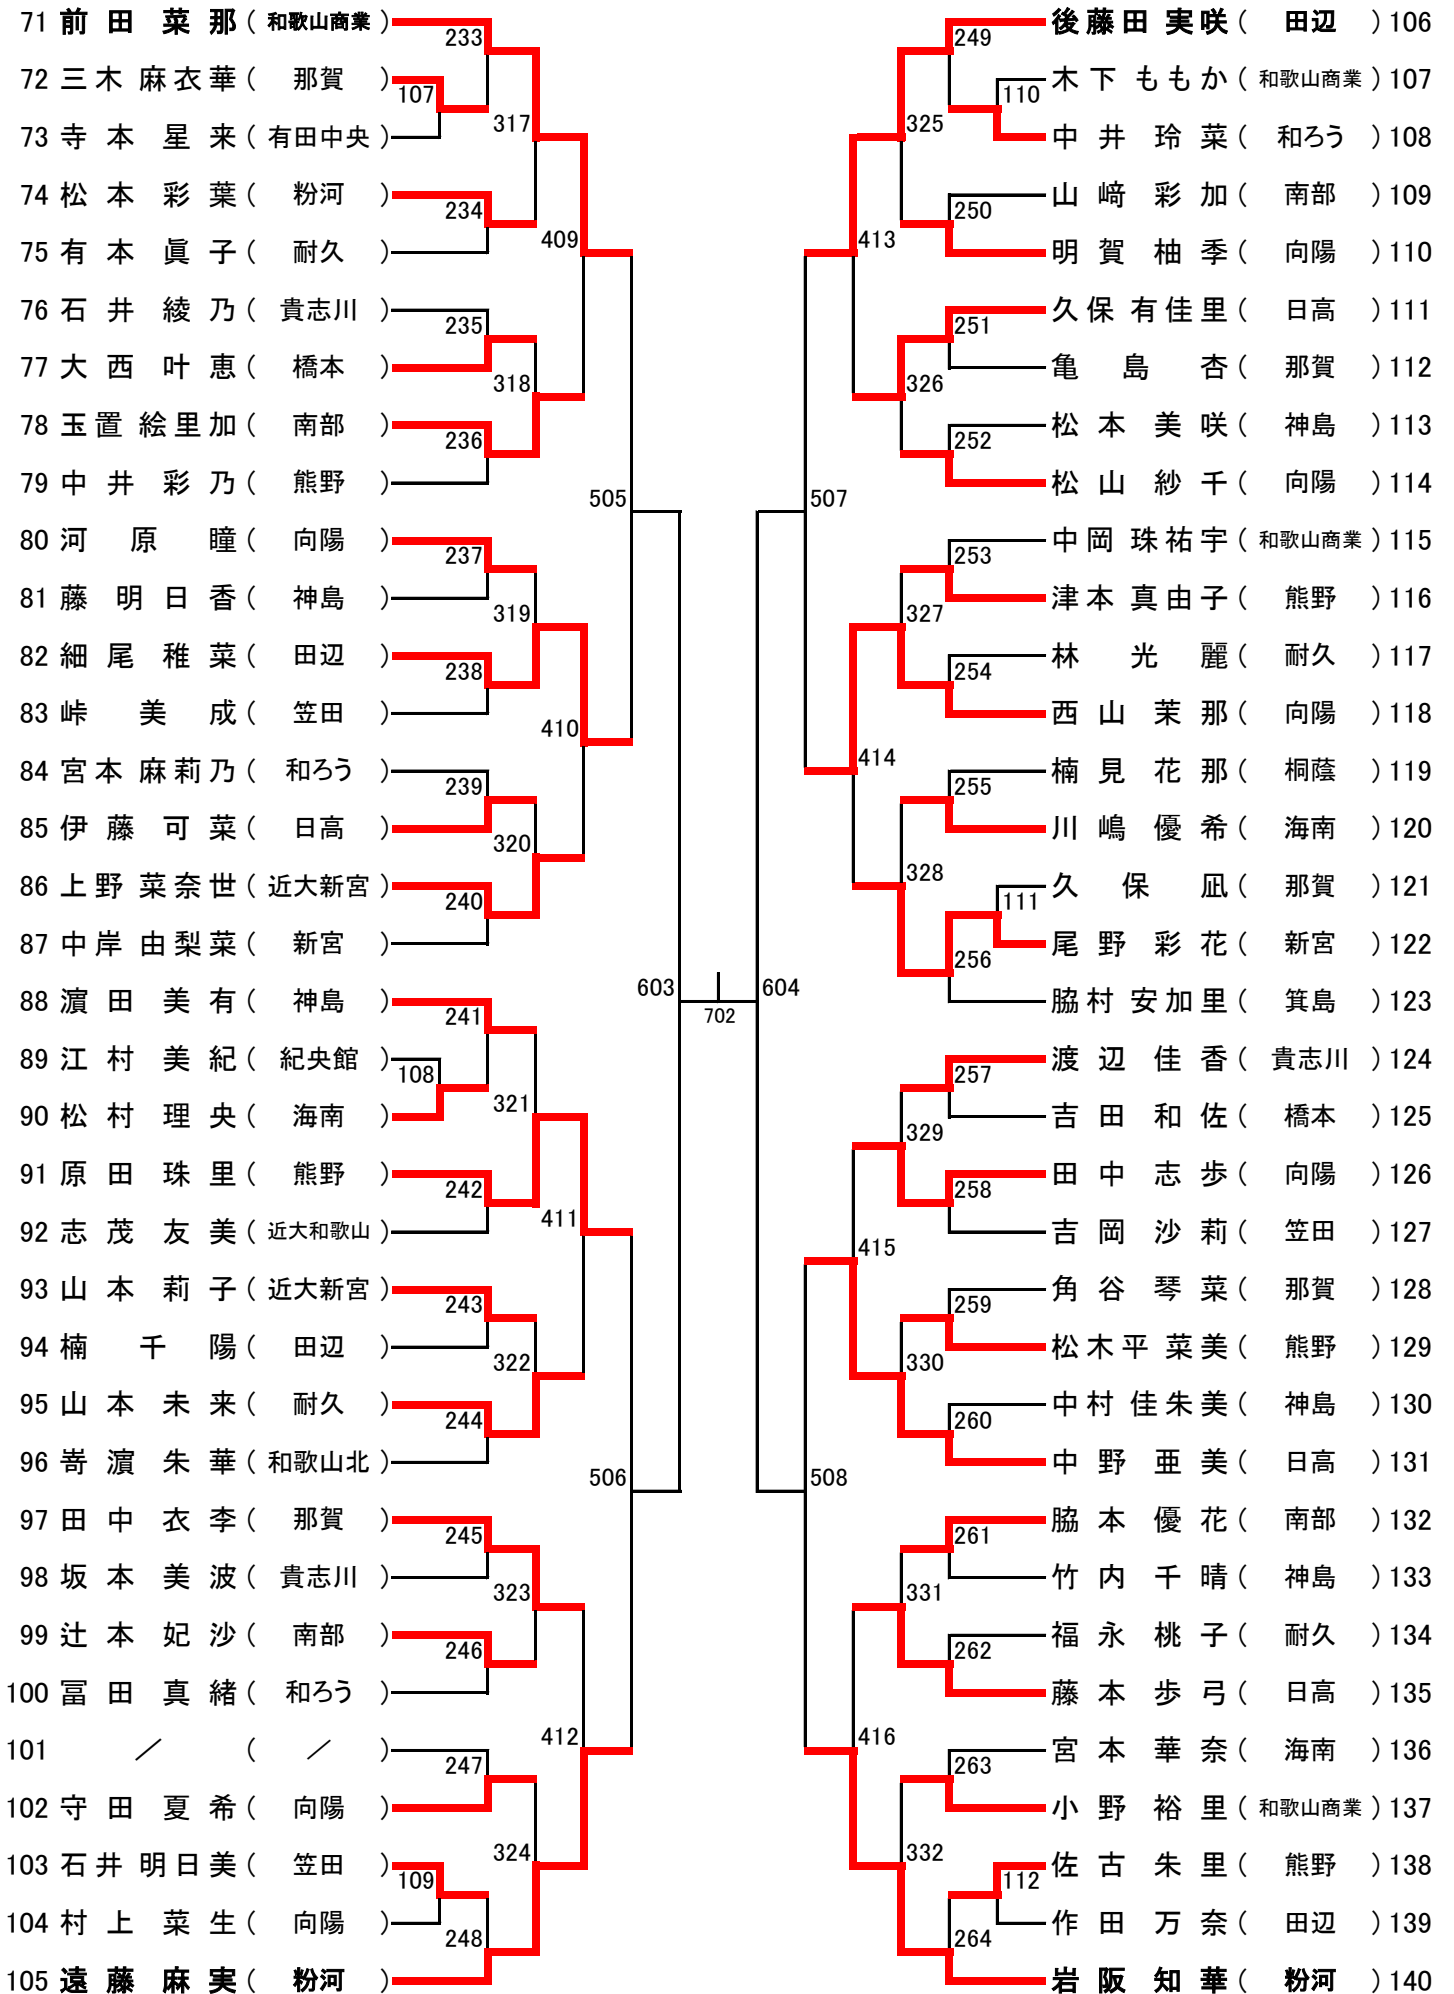 71 前田 菜那 ( 和歌山商業 )
72 三木 麻衣華 ( 那賀 )
73 寺本 星来 ( 有田中央 )
74 松本 彩葉 ( 粉河 )
75 有本 眞子 ( 耐久 )
76 石井 綾乃 ( 貴志川 )
77 大西 叶恵 ( 橋本 )
78 玉置 絵里加 ( 南部 )
79 中井 彩乃 ( 熊野 )
80 河原 瞳 ( 向陽 )
81 藤 明日香 ( 神島 )
82 細尾 稚菜 ( 田辺 )
83 峠 美成 ( 笠田 )
84 宮本 麻莉乃 ( 和ろう )
85 伊藤 可菜 ( 日高 )
86 上野 菜奈世 ( 近大新宮 )
87 中岸 由梨菜 ( 新宮 )
88 濵田 美有 ( 神島 )
89 江村 美紀 ( 紀央館 )
90 松村 理央 ( 海南 )
91 原田 珠里 ( 熊野 )
92 志茂 友美 ( 近大和歌山 )
93 山本 莉子 ( 近大新宮 )
94 楠 千陽 ( 田辺 )
95 山本 未来 ( 耐久 )
96 嵜濵 朱華 ( 和歌山北 )
97 田中 衣李 ( 那賀 )
98 坂本 美波 ( 貴志川 )
99 辻本 妃沙 ( 南部 )
100 冨田 真緒 ( 和ろう )
101 ／ ( ／ )
102 守田 夏希 ( 向陽 )
103 石井 明日美 ( 笠田 )
104 村上 菜生 ( 向陽 )
105 遠藤 麻実 ( 粉河 )
107
108
109
233
234
235
236
237
238
239
240
241
242
243
244
245
246
247
248
317
318
319
320
321
322
323
324
409
410
411
412
505
506
603
702
604
507
508
413
414
415
416
325
326
327
328
329
330
331
332
249
250
251
252
253
254
255
256
257
258
259
260
261
262
263
264
110
111
112
後藤田 実咲 ( 田辺 ) 106
木下 ももか ( 和歌山商業 ) 107
中井 玲菜 ( 和ろう ) 108
山﨑 彩加 ( 南部 ) 109
明賀 柚季 ( 向陽 ) 110
久保 有佳里 ( 日高 ) 111
亀島 杏 ( 那賀 ) 112
松本 美咲 ( 神島 ) 113
松山 紗千 ( 向陽 ) 114
中岡 珠祐宇 ( 和歌山商業 ) 115
津本 真由子 ( 熊野 ) 116
林 光麗 ( 耐久 ) 117
西山 茉那 ( 向陽 ) 118
楠見 花那 ( 桐蔭 ) 119
川嶋 優希 ( 海南 ) 120
久保 凪 ( 那賀 ) 121
尾野 彩花 ( 新宮 ) 122
脇村 安加里 ( 箕島 ) 123
渡辺 佳香 ( 貴志川 ) 124
吉田 和佐 ( 橋本 ) 125
田中 志歩 ( 向陽 ) 126
吉岡 沙莉 ( 笠田 ) 127
角谷 琴菜 ( 那賀 ) 128
松木平 菜美 ( 熊野 ) 129
中村 佳朱美 ( 神島 ) 130
中野 亜美 ( 日高 ) 131
脇本 優花 ( 南部 ) 132
竹内 千晴 ( 神島 ) 133
福永 桃子 ( 耐久 ) 134
藤本 歩弓 ( 日高 ) 135
宮本 華奈 ( 海南 ) 136
小野 裕里 ( 和歌山商業 ) 137
佐古 朱里 ( 熊野 ) 138
作田 万奈 ( 田辺 ) 139
岩阪 知華 ( 粉河 ) 140